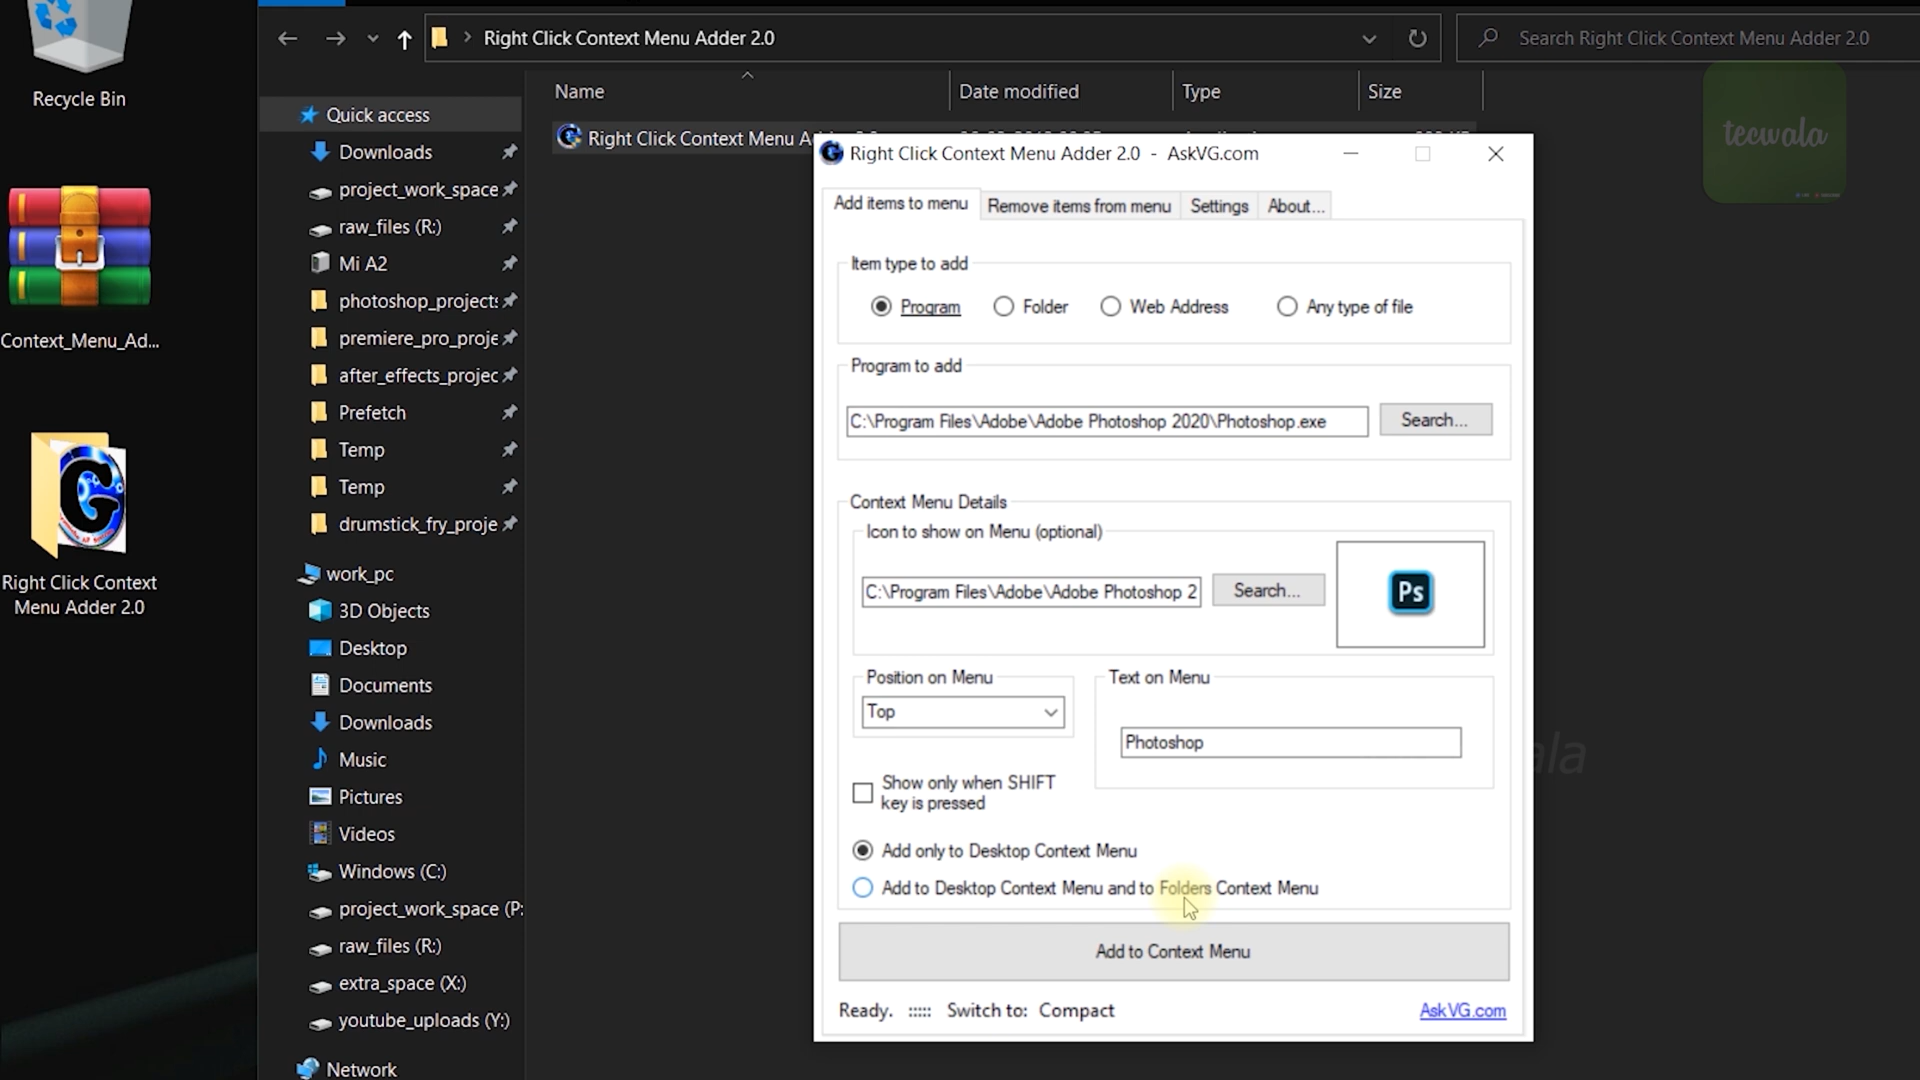 Recycle Bin
Context_Menu_Ad...
Right Click Context
Menu Adder 2.0
Right Click Context Menu Adder 2.0
Search Right Click Context Menu Adder 2.0
Name
Date modified
Type
Size
Right Click Context Menu A
tecwala
Quick access
Downloads
project_work_space
raw_files (R:)
Mi A2
photoshop_projects
premiere_pro_proje
after_effects_projec
Prefetch
Temp
Temp
drumstick_fry_proje
work_pc
3D Objects
Desktop
Documents
Downloads
Music
Pictures
Videos
Windows (C:)
project_work_space (P:
raw_files (R:)
extra_space (X:)
youtube_uploads (Y:)
Network
Right Click Context Menu Adder 2.0 - AskVG.com
Add items to menu
Remove items from menu
Settings
About...
Item type to add
Program
Folder
Web Address
Any type of file
Program to add
C:\Program Files\Adobe\Adobe Photoshop 2020\Photoshop.exe
Search...
Context Menu Details
Icon to show on Menu (optional)
C:\Program Files\Adobe\Adobe Photoshop 2
Search...
Ps
Position on Menu
Top
Text on Menu
Photoshop
Show only when SHIFT
key is pressed
Add only to Desktop Context Menu
Add to Desktop Context Menu and to Folders Context Menu
Add to Context Menu
Ready. ::::: Switch to: Compact
AskVG.com
ala